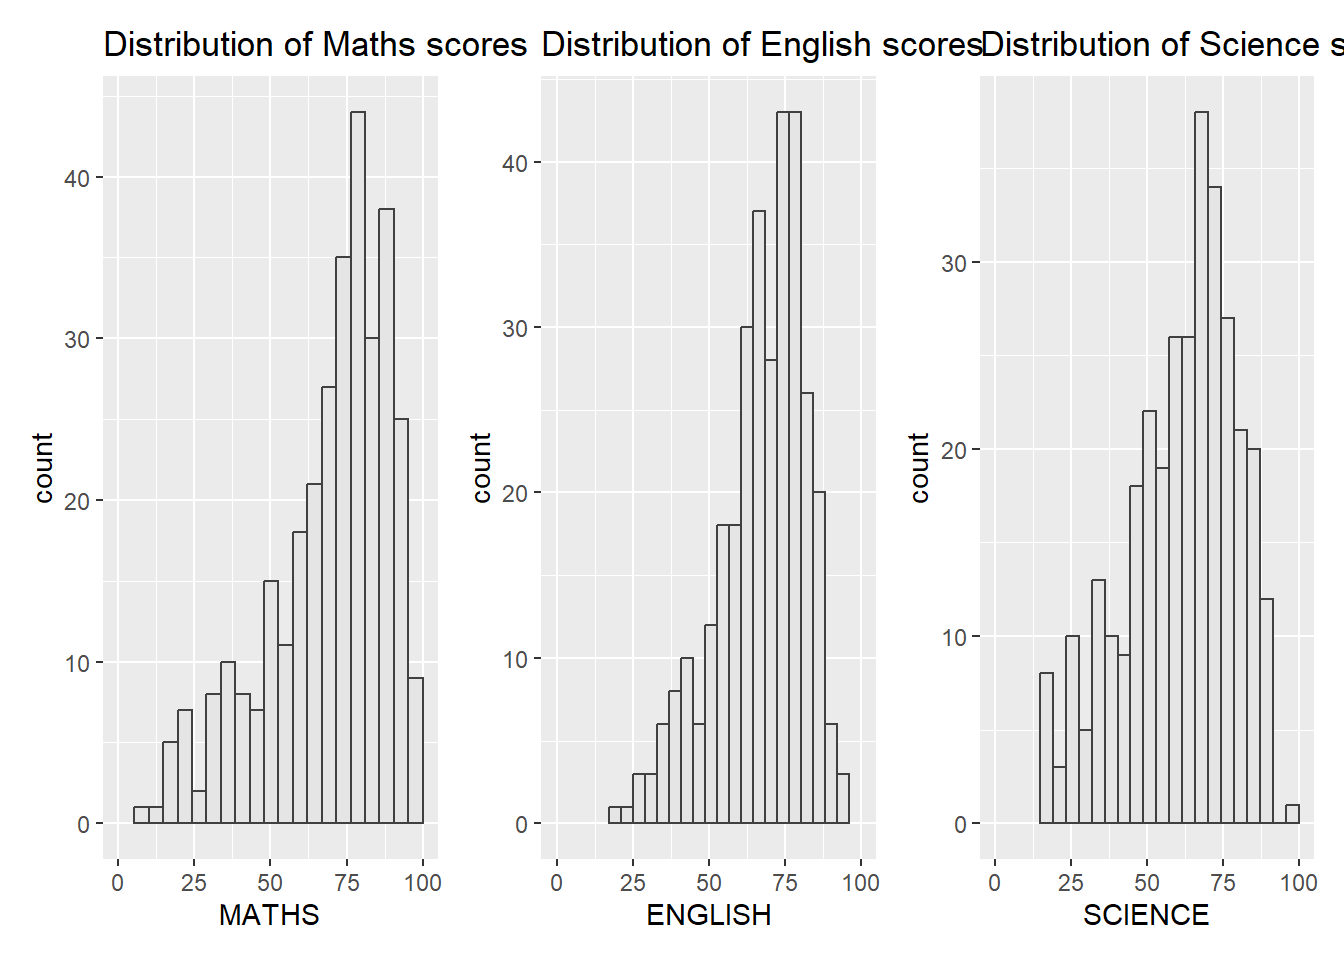 Distribution of Maths scores
count
40
30
20
10
0
0 25 50 75 100
MATHS
Distribution of English scores
count
40
30
20
10
0
0 25 50 75 100
ENGLISH
Distribution of Science s
count
30
20
10
0
0 25 50 75 100
SCIENCE